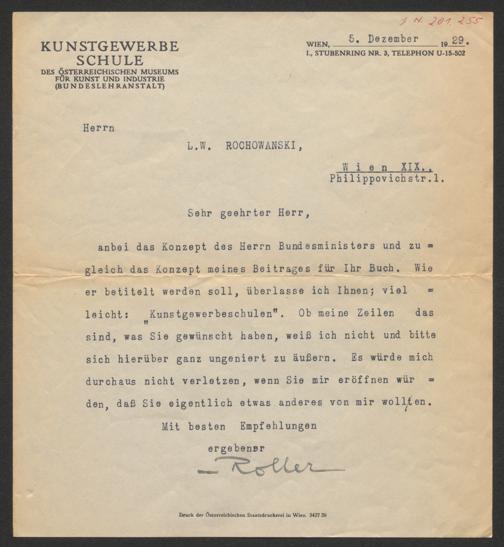 J N. 201.255
KUNSTGEWERBE
SCHULE
DES ÖSTERREICHISCHEN MUSEUMS
FÜR KUNST UND INDUSTRIE
(BUNDESLEHRANSTALT)
WIEN, 5. Dezember 1929.
I., STUBENRING NR. 3, TELEPHON U-15-502
Herrn
L.W. ROCHOWANSKI,
Wien XIX.,
Philippovichstr.1.
Sehr geehrter Herr,
anbei das Konzept des Herrn Bundesministers und zu =
gleich das Konzept meines Beitrages für Ihr Buch. Wie
er betitelt werden soll, überlasse ich Ihnen; viel =
leicht: „Kunstgewerbeschulen". Ob meine Zeilen das
sind, was Sie gewünscht haben, weiß ich nicht und bitte
sich hierüber ganz ungeniert zu äußern. Es würde mich
durchaus nicht verletzen, wenn Sie mir eröffnen wür =
den, daß Sie eigentlich etwas anderes von mir wollten.
Mit besten Empfehlungen
ergebener
Roller
Druck der Österreichischen Staatsdruckerei in Wien. 3427 29